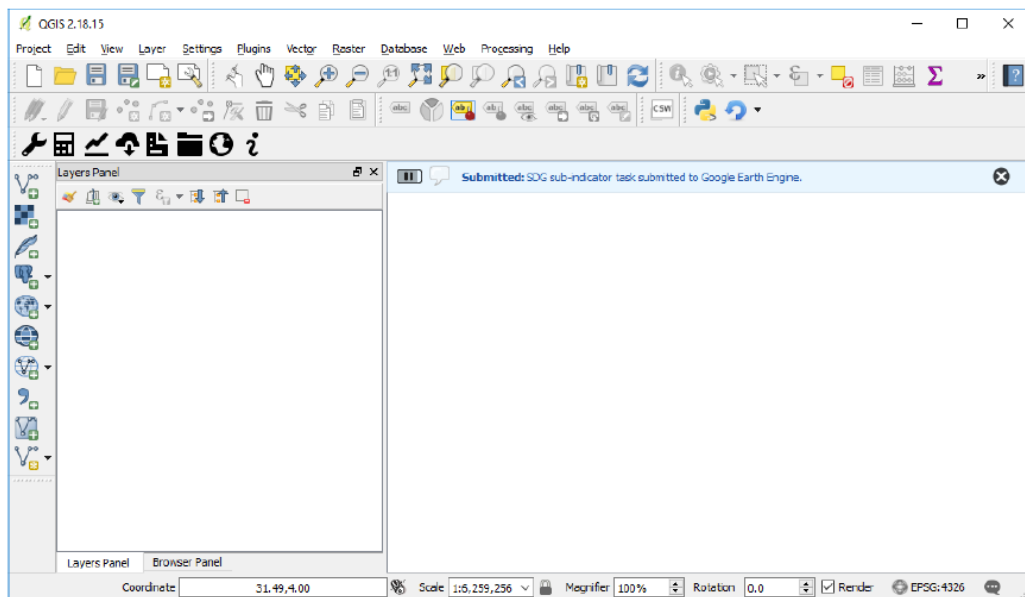 QGIS 2.18.15
Project Edit View Layer Settings Plugins Vector Raster Database Web Processing Help
abc CSW
Layers Panel
Submitted: SDG sub-indicator task submitted to Google Earth Engine.
Layers Panel Browser Panel
Coordinate 31.49,4.00 Scale 1:6,259,256 Magnifier 100% Rotation 0.0 Render EPSG:4326